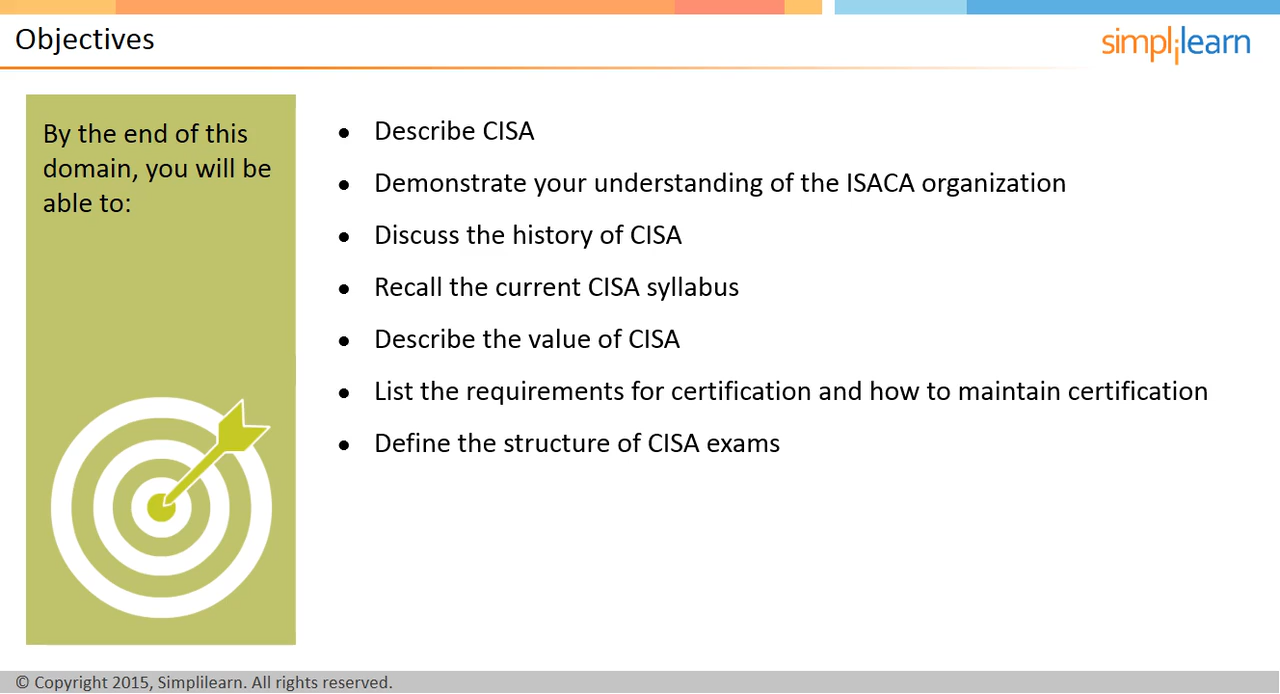 Objectives
simplilearn
By the end of this
domain, you will be
able to:
• Describe CISA
• Demonstrate your understanding of the ISACA organization
• Discuss the history of CISA
• Recall the current CISA syllabus
• Describe the value of CISA
• List the requirements for certification and how to maintain certification
• Define the structure of CISA exams
© Copyright 2015, Simplilearn. All rights reserved.